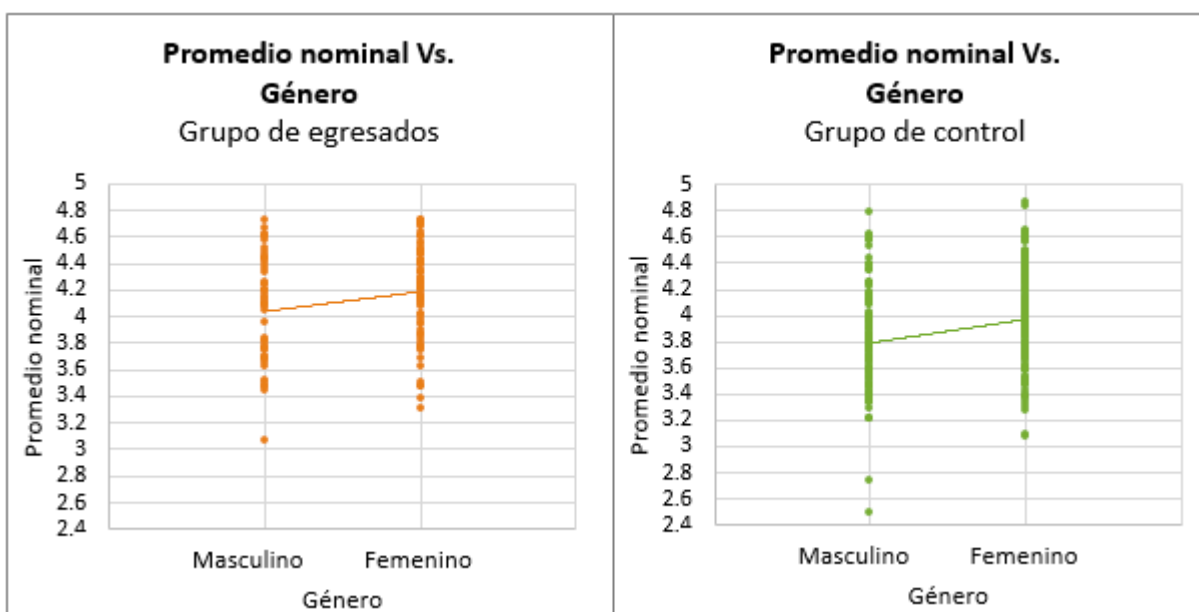 Promedio nominal Vs.
Género
Grupo de egresados
Promedio nominal
5
4.8
4.6
4.4
4.2
4
3.8
3.6
3.4
3.2
3
2.8
2.6
2.4
Masculino
Femenino
Género
Promedio nominal Vs.
Género
Grupo de control
Promedio nominal
5
4.8
4.6
4.4
4.2
4
3.8
3.6
3.4
3.2
3
2.8
2.6
2.4
Masculino
Femenino
Género